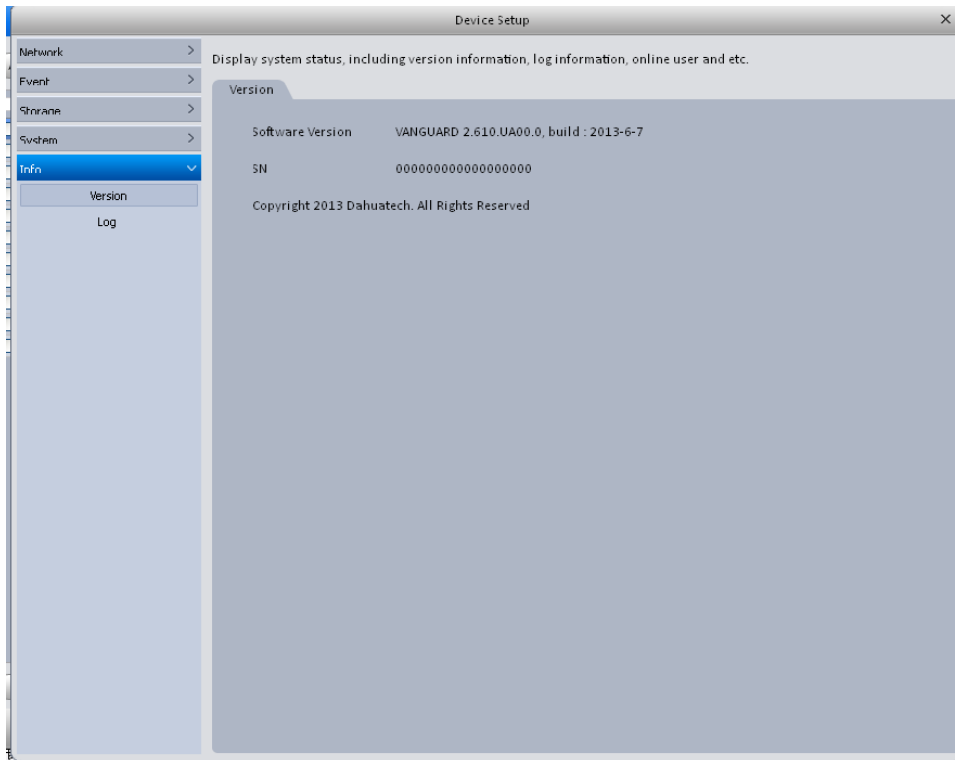 Device Setup
Network
Event
Storage
System
Info
Version
Log
Display system status, including version information, log information, online user and etc.
Version
Software Version VANGUARD 2.610.UA00.0, build : 2013-6-7
SN 000000000000000000
Copyright 2013 Dahuatech. All Rights Reserved